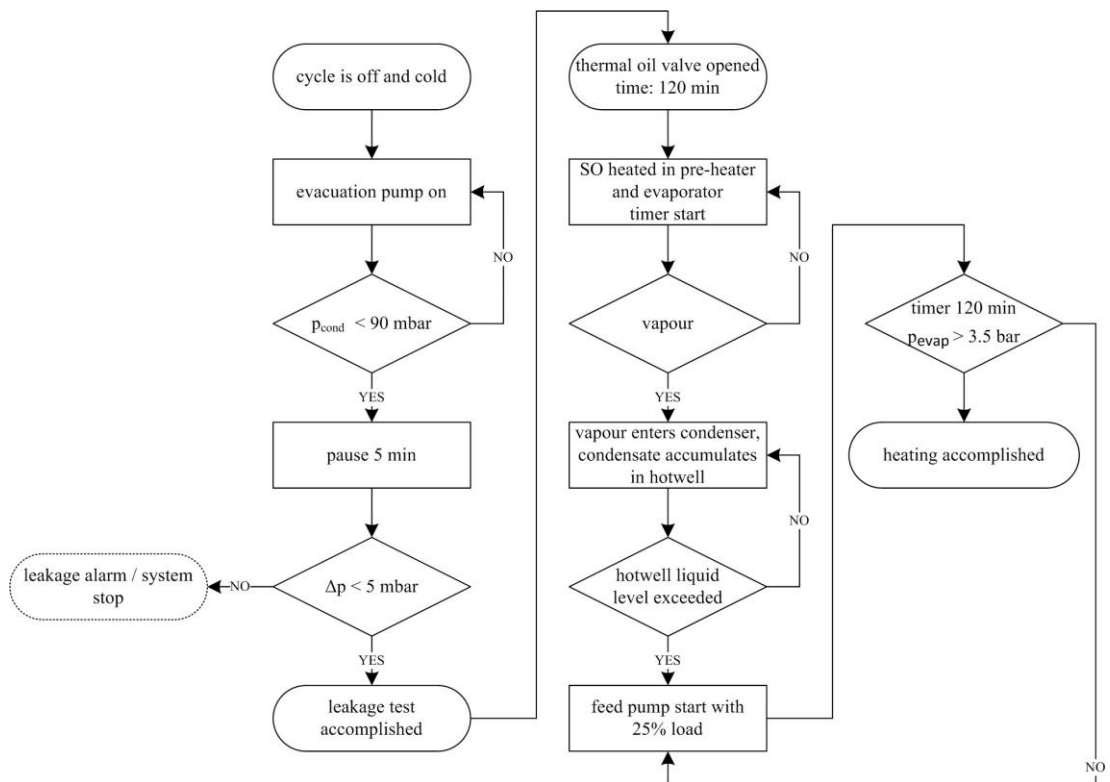 cycle is off and cold
evacuation pump on
NO
pcond < 90 mbar
YES
pause 5 min
leakage alarm / system
stop
NO
Δp < 5 mbar
YES
leakage test
accomplished
thermal oil valve opened
time: 120 min
SO heated in pre-heater
and evaporator
timer start
NO
vapour
YES
vapour enters condenser,
condensate accumulates
in hotwell
NO
hotwell liquid
level exceeded
YES
feed pump start with
25% load
timer 120 min
pevap > 3.5 bar
heating accomplished
NO